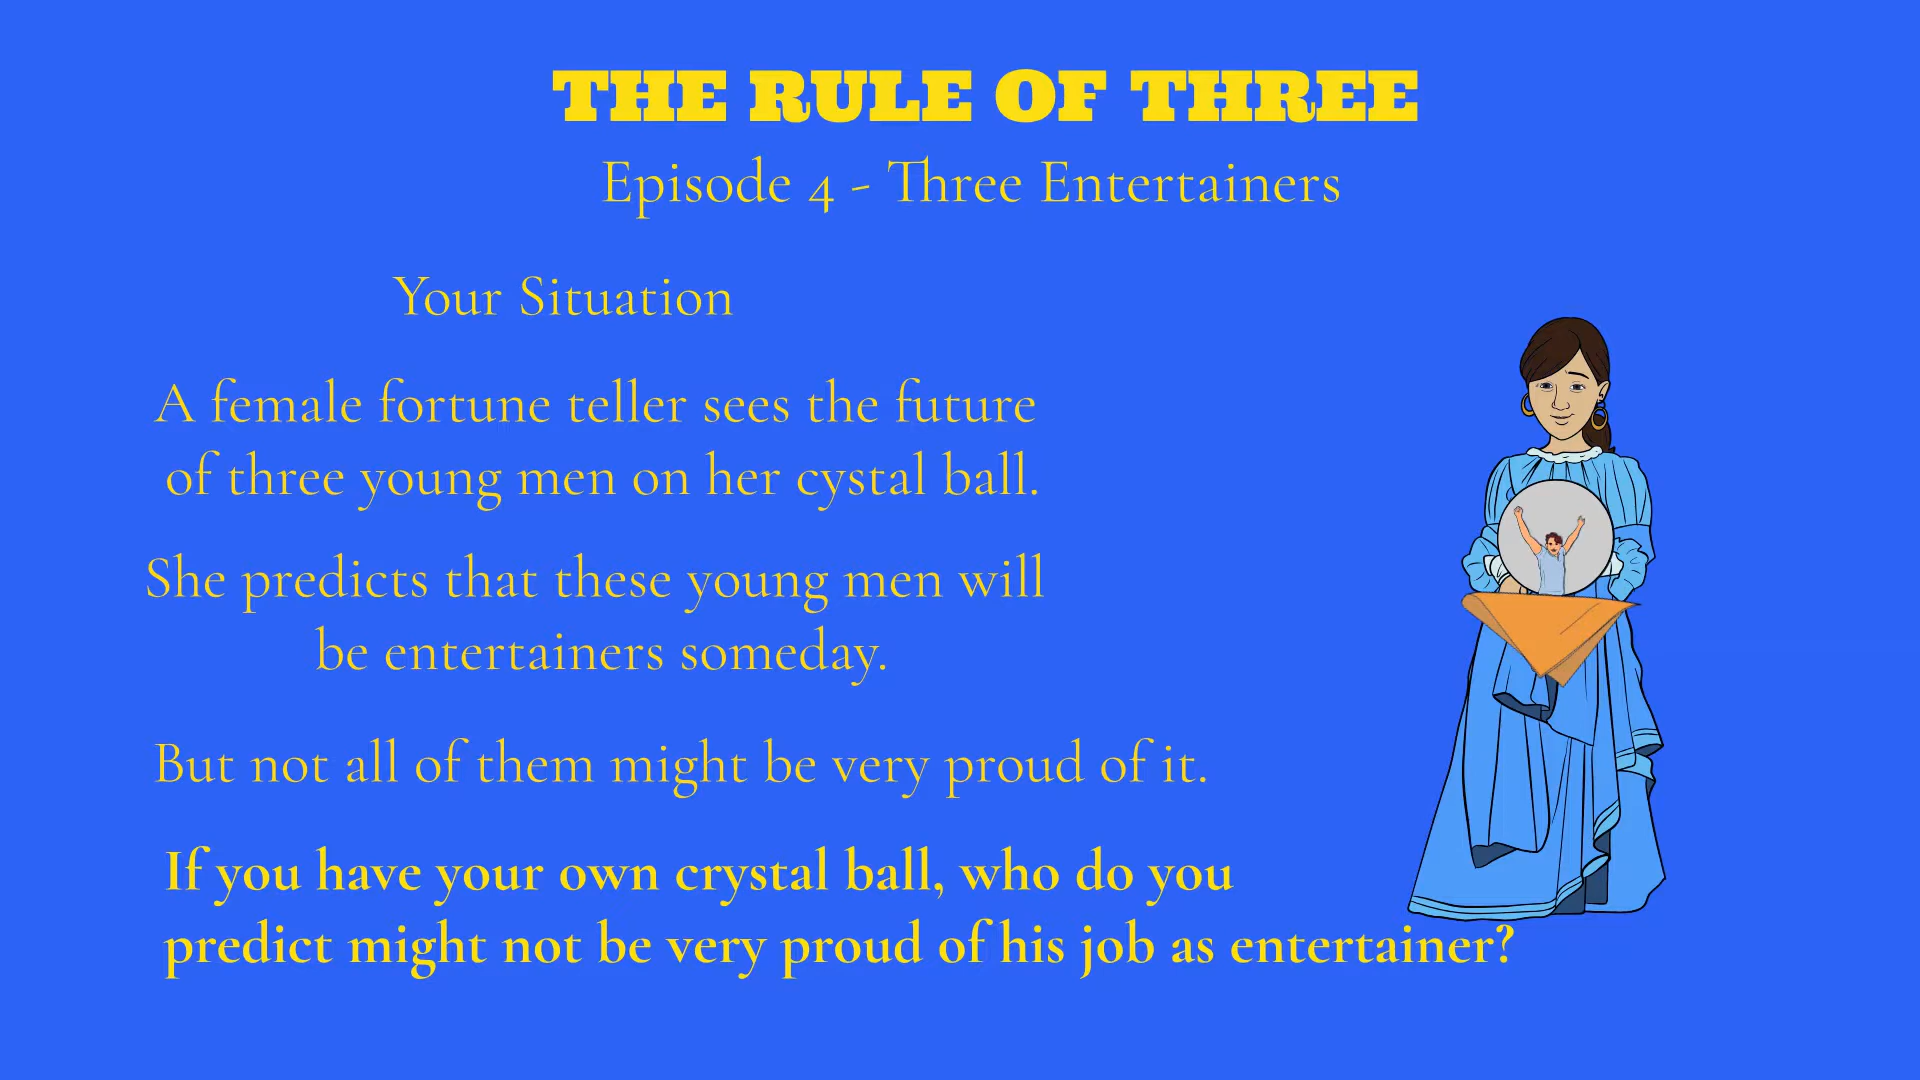 THE RULE OF THREE
Episode 4 - Three Entertainers
Your Situation
A female fortune teller sees the future
of three young men on her cystal ball.
She predicts that these young men will
be entertainers someday.
But not all of them might be very proud of it.
If you have your own crystal ball, who do you
predict might not be very proud of his job as entertainer?